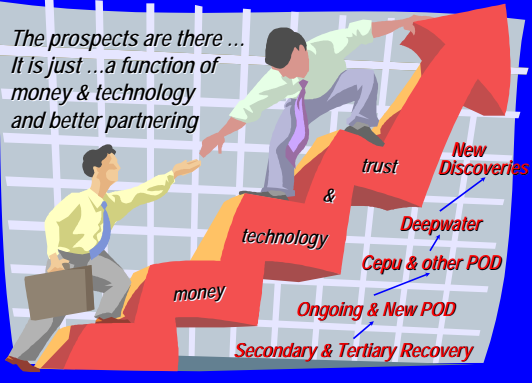 The prospects are there ...
It is just ...a function of
money & technology
and better partnering
trust
&
technology
money
New
Discoveries
Deepwater
Cepu & other POD
Ongoing & New POD
Secondary & Tertiary Recovery